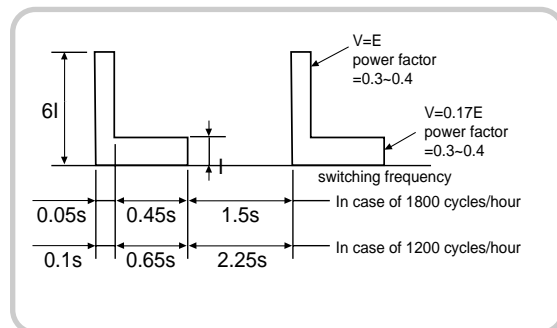 V=E
power factor
=0.3~0.4
6I
V=0.17E
power factor
=0.3~0.4
I
switching frequency
0.05s 0.45s 1.5s In case of 1800 cycles/hour
0.1s 0.65s 2.25s In case of 1200 cycles/hour